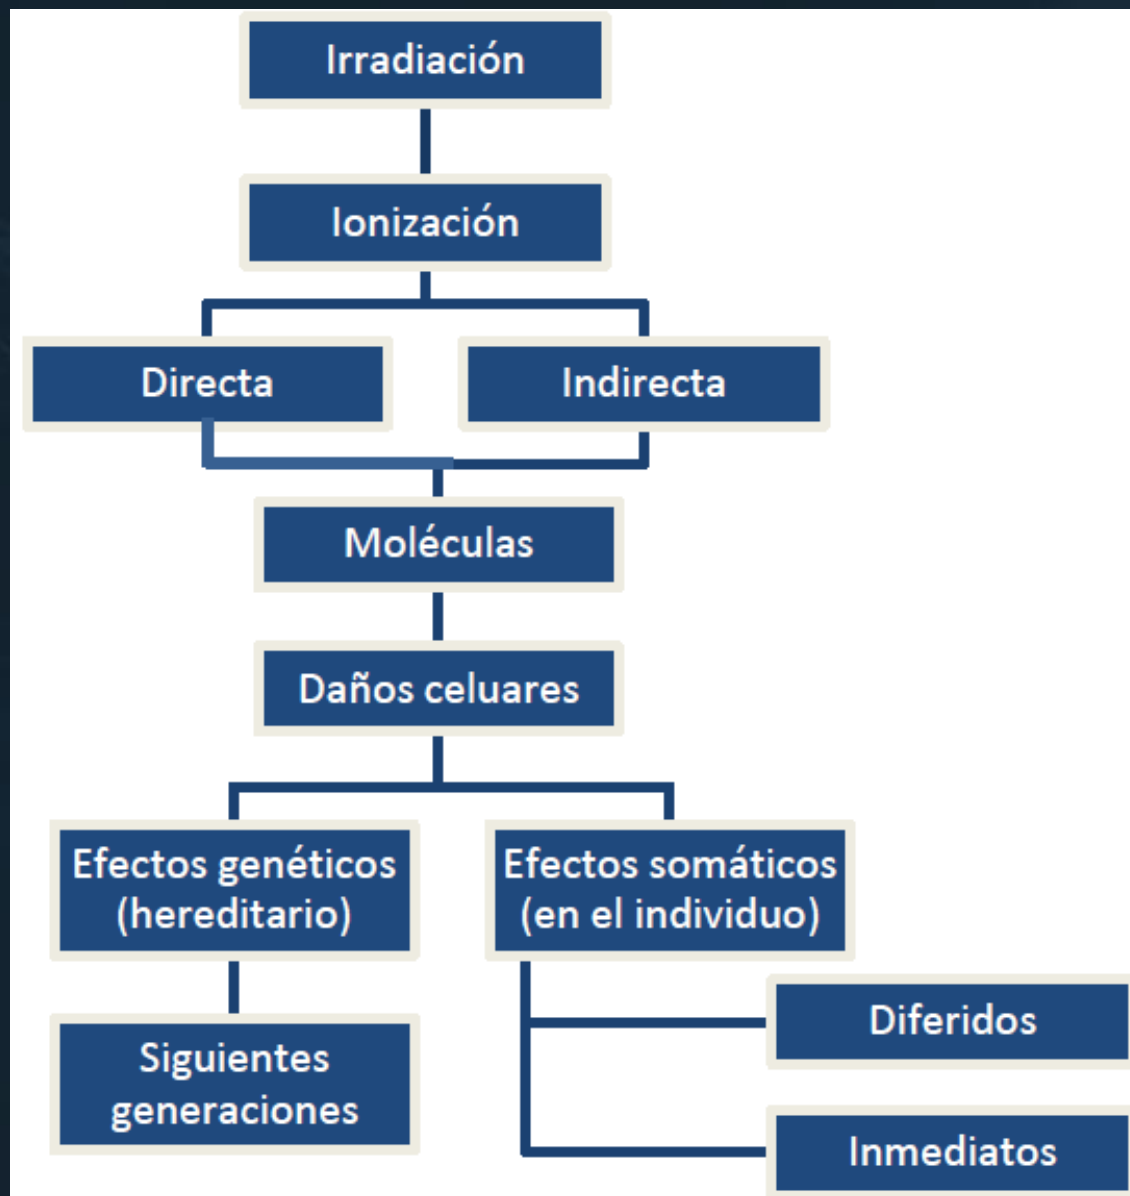 Irradiación
Ionización
Directa
Indirecta
Moléculas
Daños celuares
Efectos genéticos
(hereditario)
Efectos somáticos
(en el individuo)
Siguientes
generaciones
Diferidos
Inmediatos